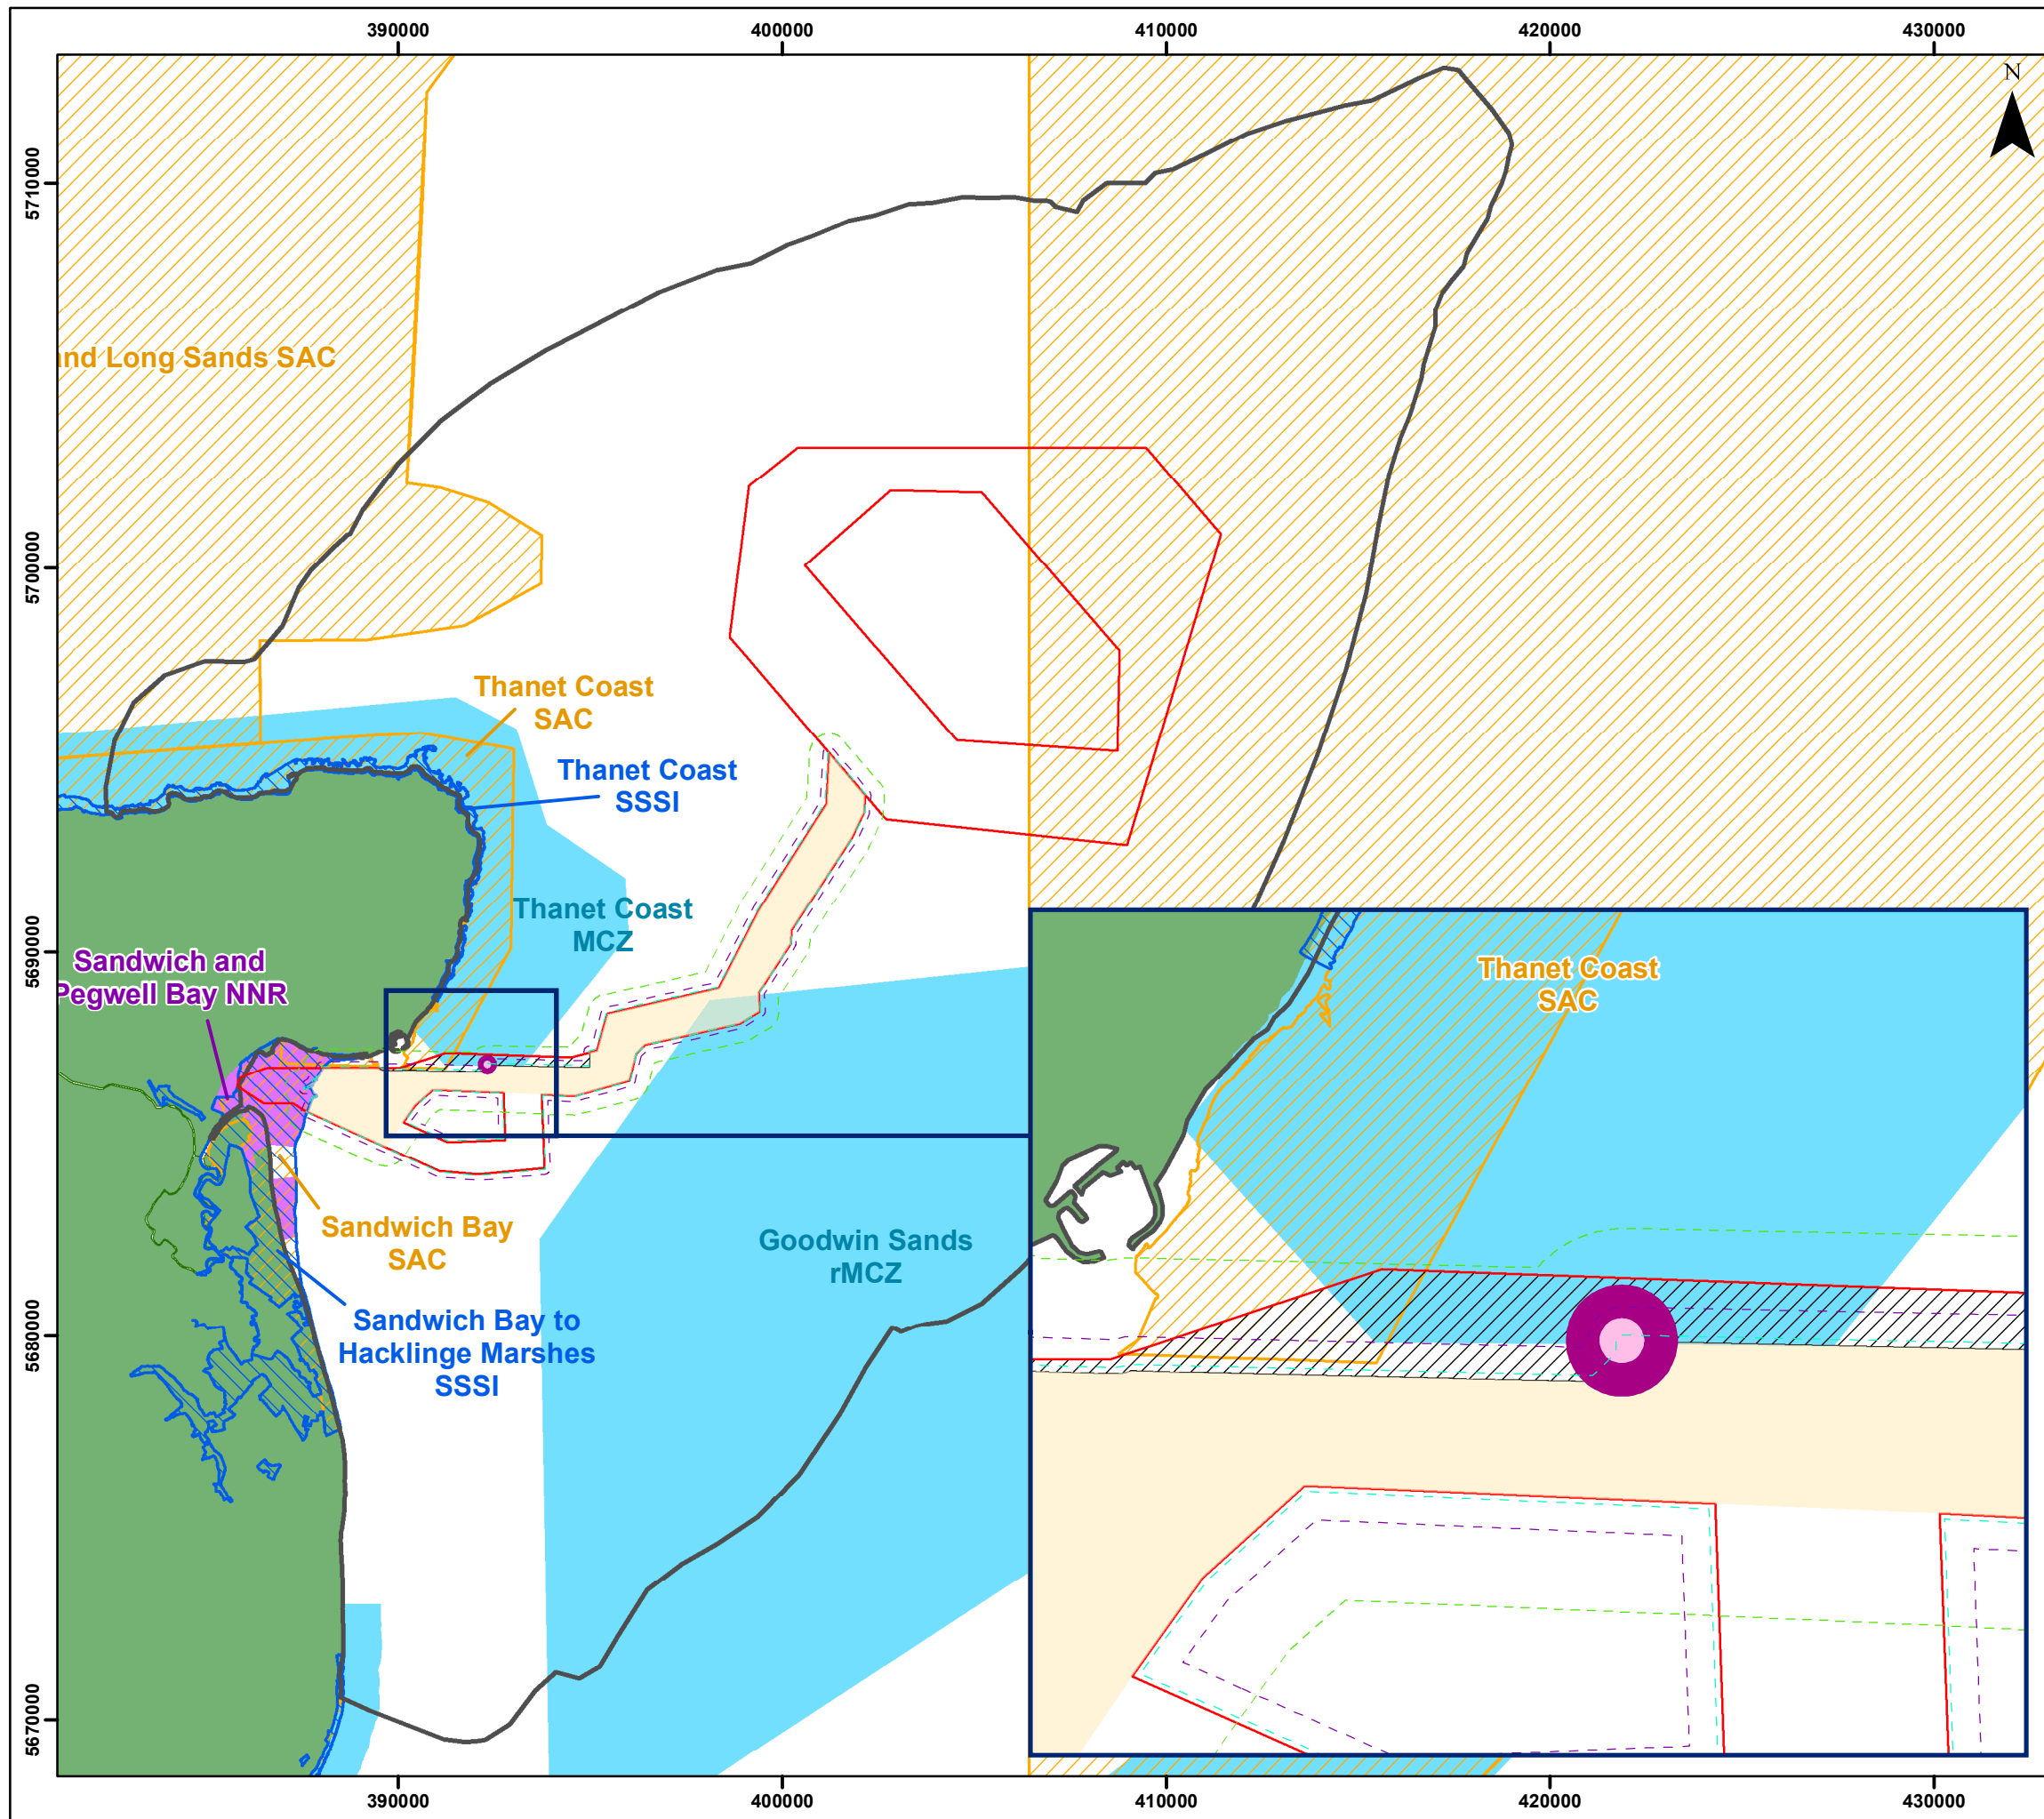 390000
400000
410000
420000
430000
N
5710000
5700000
5690000
5680000
5670000
nd Long Sands SAC
Thanet Coast
SAC
Thanet Coast
SSSI
Thanet Coast
MCZ
Sandwich and
Pegwell Bay NNR
Thanet Coast
SAC
Sandwich Bay
SAC
Goodwin Sands
rMCZ
Sandwich Bay to
Hacklinge Marshes
SSSI
390000
400000
410000
420000
430000